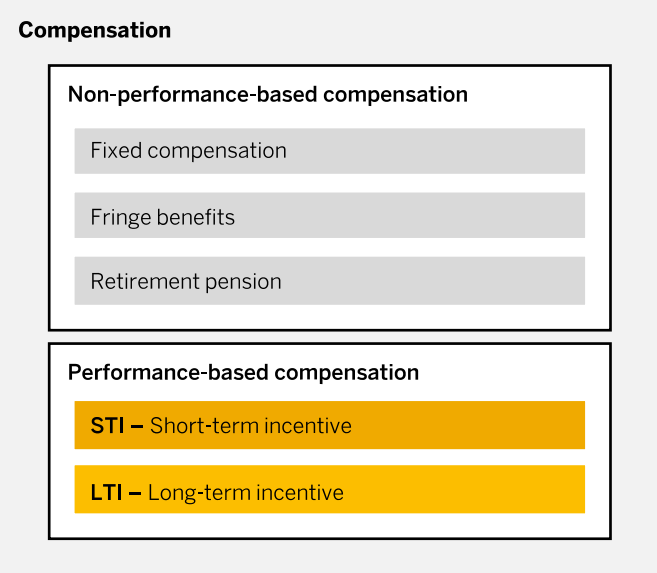 Compensation
Non-performance-based compensation
Fixed compensation
Fringe benefits
Retirement pension
Performance-based compensation
STI – Short-term incentive
LTI – Long-term incentive